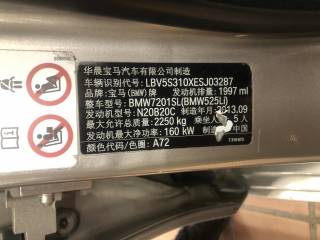 华晨宝马汽车有限公司制造
车辆识别代号: LBV5S310XESJ03287
品牌: 宝马(BMW)牌 发动机排量: 1997 ml
整车型号: BMW7201SL(BMW525Li)
发动机型号: N20B20C 制造年月: 2013.09
最大允许总质量: 2250 kg 乘坐人 5 人
发动机最大净功率: 160 kW 制 中国
颜色代码/色圈: A72